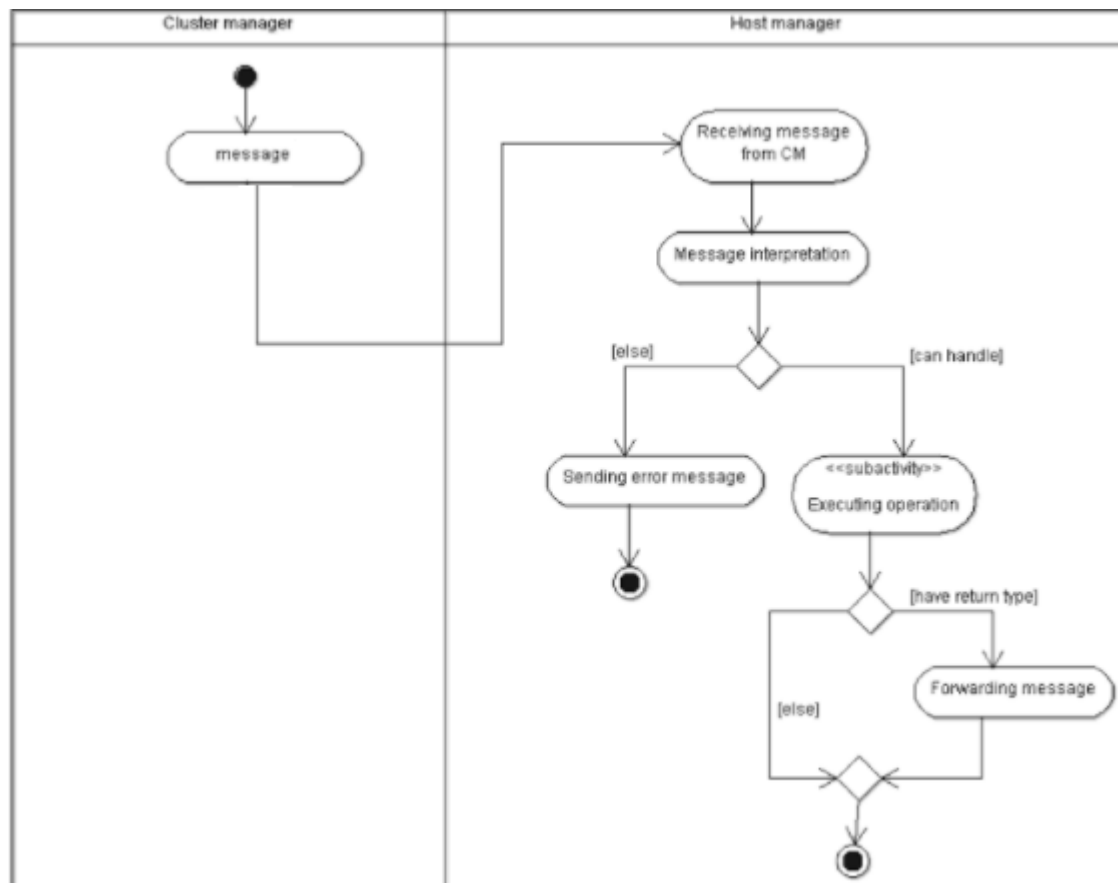 Cluster manager
Host manager
message
Receiving message
from CM
Message interpretation
[else]
[can handle]
Sending error message
<<subactivity>>
Executing operation
[have return type]
Forwarding message
[else]